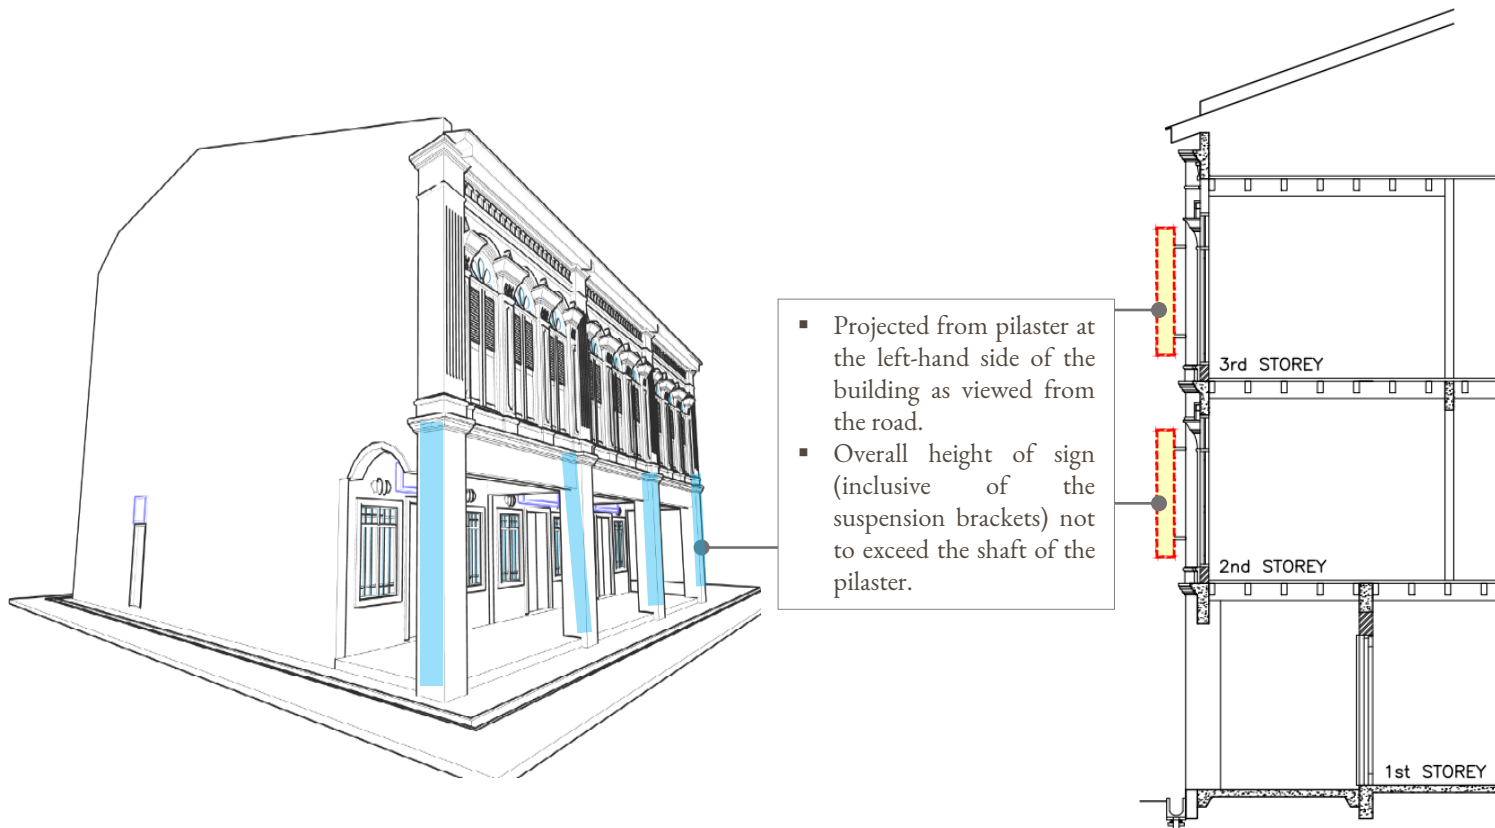 ▪ Projected from pilaster at
the left-hand side of the
building as viewed from
the road.
▪ Overall height of sign
(inclusive of the
suspension brackets) not
to exceed the shaft of the
pilaster.
3rd STOREY
2nd STOREY
1st STOREY